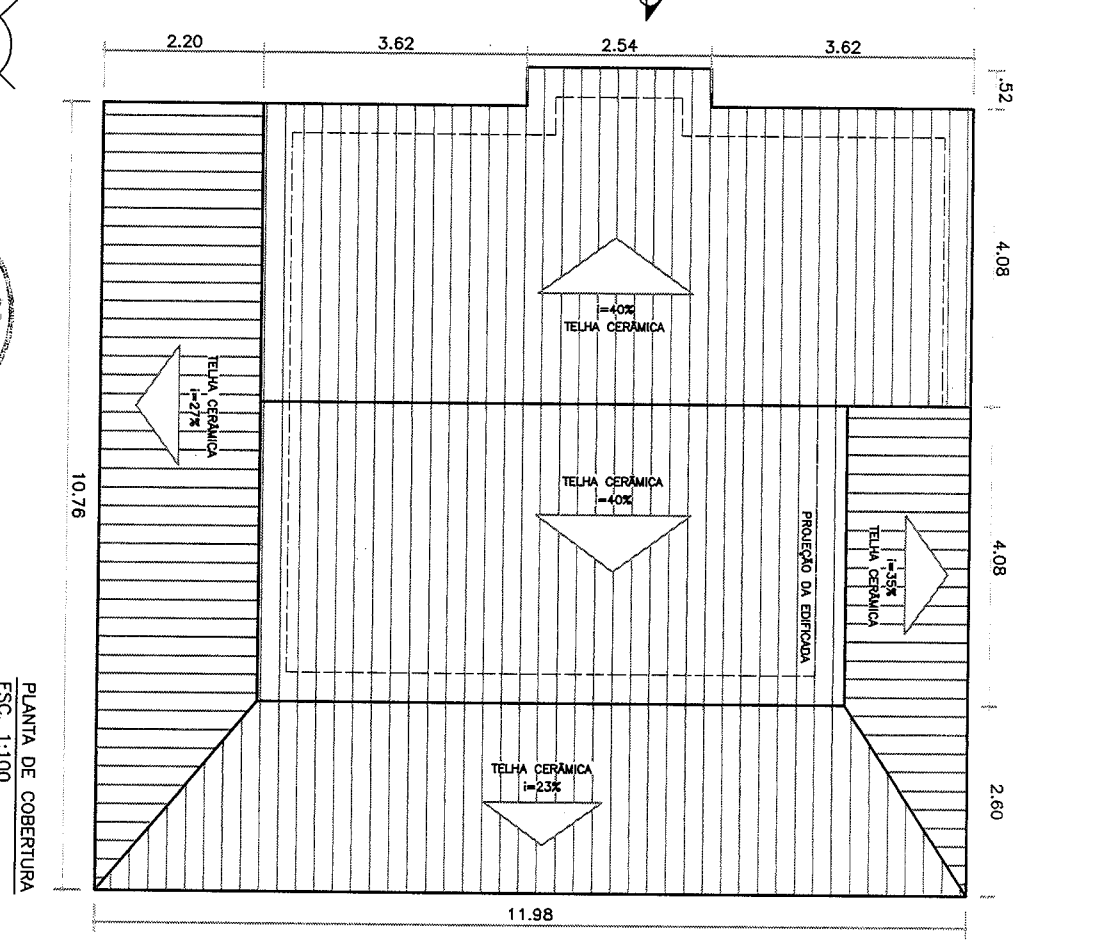 2.20
3.62
2.54
3.62
.52
4.08
i=40%
TELHA CERÂMICA
TELHA CERÂMICA
i=27%
TELHA CERÂMICA
=40%
PROJEÇÃO DA EDIFICADA
i=35%
TELHA CERÂMICA
4.08
10.76
TELHA CERÂMICA
i=23%
2.60
PLANTA DE COBERTURA
ESC. 1:100
11.98